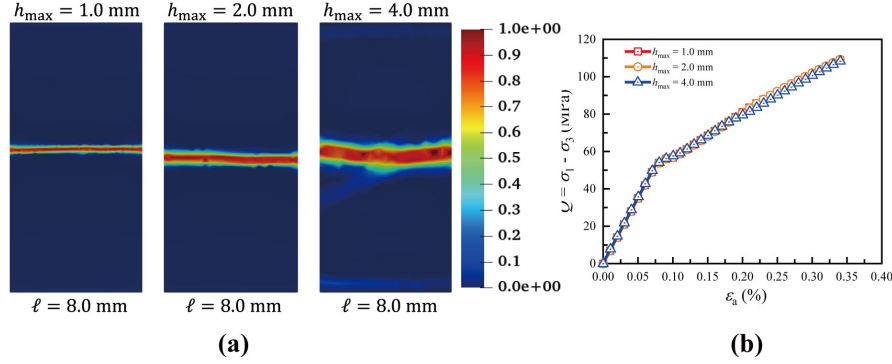 h_max = 1.0 mm
h_max = 2.0 mm
h_max = 4.0 mm
1.0e+00
0.9
0.8
0.7
0.6
0.5
0.4
0.3
0.2
0.1
0.0e+00
ℓ = 8.0 mm
ℓ = 8.0 mm
ℓ = 8.0 mm
(a)
Q = σ1 - σ3 (MPa)
120
110
100
80
60
40
20
0
h_max = 1.0 mm
h_max = 2.0 mm
h_max = 4.0 mm
0.00 0.05 0.10 0.15 0.20 0.25 0.30 0.35 0.40
εa (%)
(b)